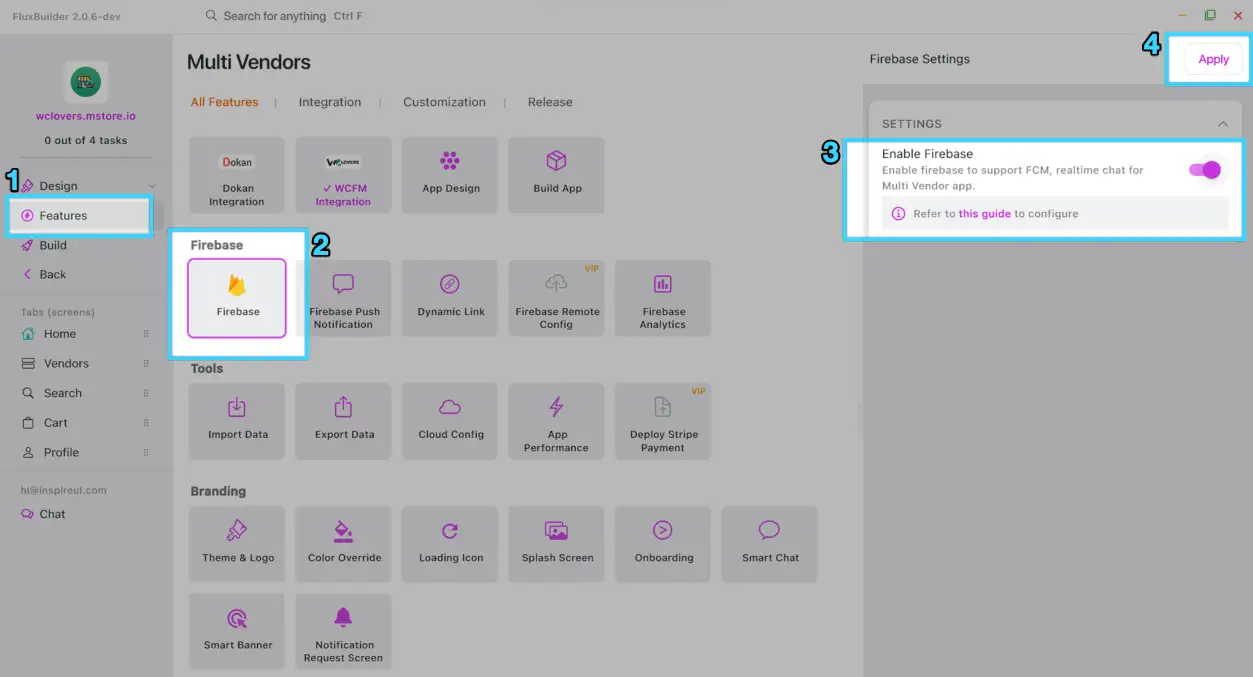 FluxBuilder 2.0.6-dev
Search for anything Ctrl F
wclovers.mstore.io
0 out of 4 tasks
1
Design
Features
Build
Back
Tabs (screens)
Home
Vendors
Search
Cart
Profile
hi@inspireui.com
Chat
Multi Vendors
All Features | Integration | Customization | Release
Dokan
Dokan
Integration
WCLOVERS
✓ WCFM
Integration
App Design
Build App
2
Firebase
Firebase
Firebase Push
Notification
Dynamic Link
VIP
Firebase Remote
Config
Firebase
Analytics
Tools
Import Data
Export Data
Cloud Config
App
Performance
VIP
Deploy Stripe
Payment
Branding
Theme & Logo
Color Override
Loading Icon
Splash Screen
Onboarding
Smart Chat
Smart Banner
Notification
Request Screen
Firebase Settings
4
Apply
SETTINGS
3
Enable Firebase
Enable firebase to support FCM, realtime chat for
Multi Vendor app.
Refer to this guide to configure